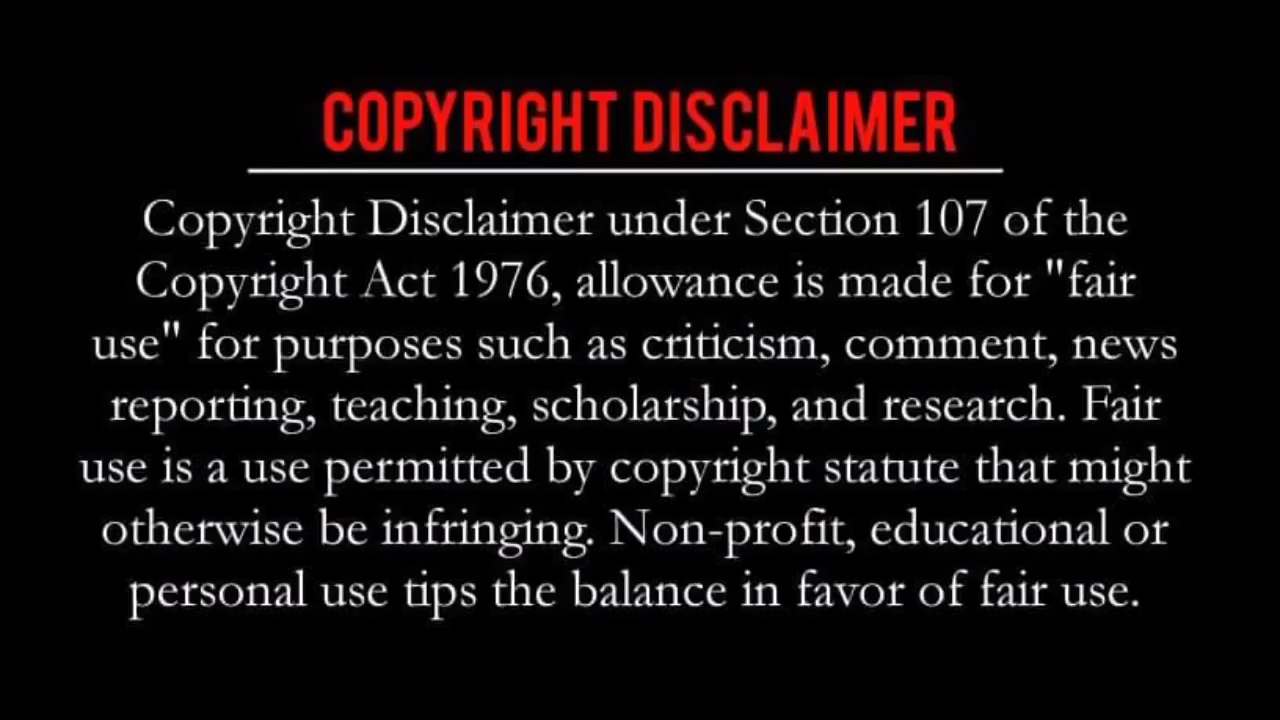 COPYRIGHT DISCLAIMER
Copyright Disclaimer under Section 107 of the
Copyright Act 1976, allowance is made for "fair
use" for purposes such as criticism, comment, news
reporting, teaching, scholarship, and research. Fair
use is a use permitted by copyright statute that might
otherwise be infringing. Non-profit, educational or
personal use tips the balance in favor of fair use.